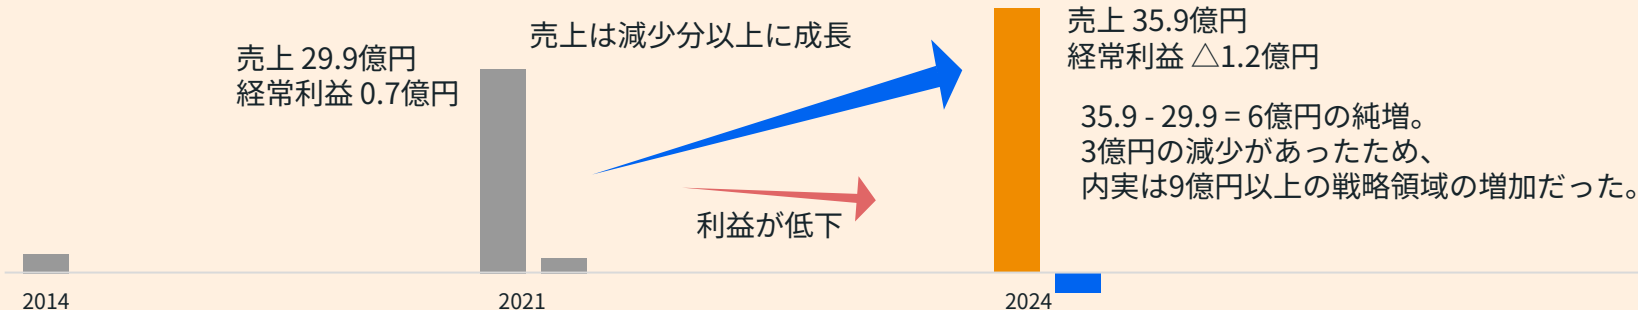 売上 29.9億円
経常利益 0.7億円
売上は減少分以上に成長
利益が低下
売上 35.9億円
経常利益 △1.2億円
35.9 - 29.9 = 6億円の純増。
3億円の減少があったため、
内実は9億円以上の戦略領域の増加だった。
2014
2021
2024